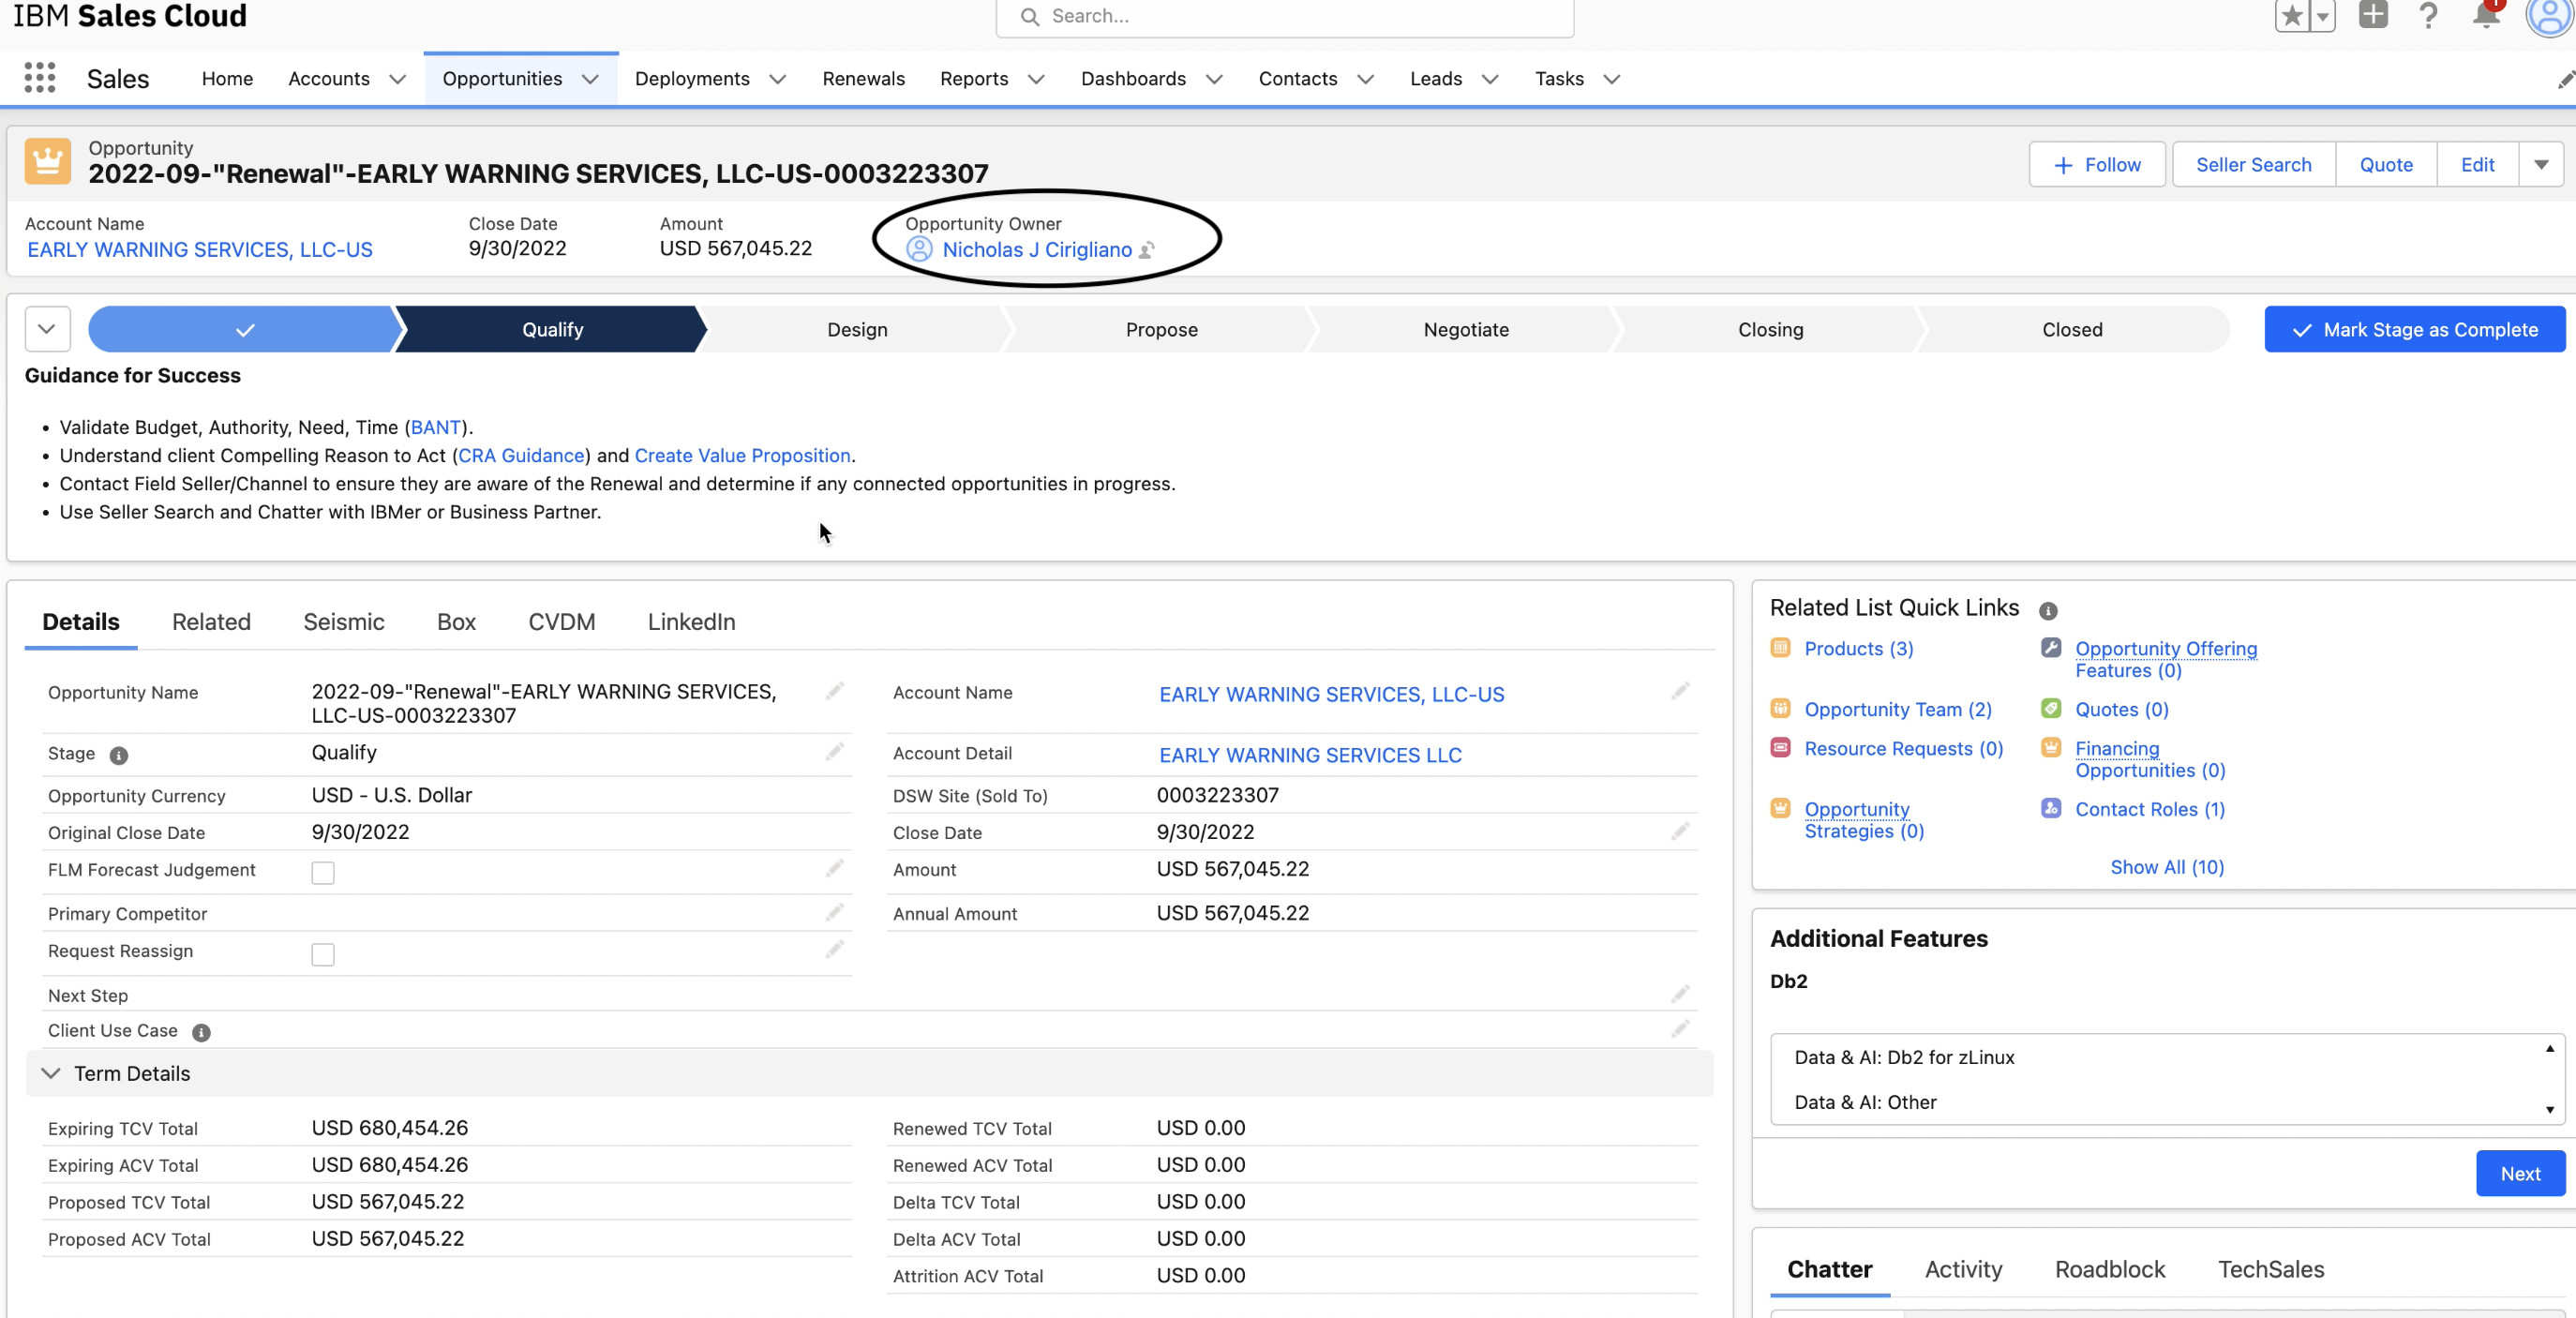 IBM Sales Cloud
Search...
1
Sales Home Accounts Opportunities Deployments Renewals Reports Dashboards Contacts Leads Tasks
Opportunity
2022-09-"Renewal"-EARLY WARNING SERVICES, LLC-US-0003223307
Follow Seller Search Quote Edit
Account Name Close Date Amount Opportunity Owner
EARLY WARNING SERVICES, LLC-US 9/30/2022 USD 567,045.22 Nicholas J Cirigliano
Qualify Design Propose Negotiate Closing Closed Mark Stage as Complete
Guidance for Success
• Validate Budget, Authority, Need, Time (BANT).
• Understand client Compelling Reason to Act (CRA Guidance) and Create Value Proposition.
• Contact Field Seller/Channel to ensure they are aware of the Renewal and determine if any connected opportunities in progress.
• Use Seller Search and Chatter with IBMer or Business Partner.
Details Related Seismic Box CVDM LinkedIn
Opportunity Name 2022-09-"Renewal"-EARLY WARNING SERVICES,
LLC-US-0003223307
Account Name EARLY WARNING SERVICES, LLC-US
Stage Qualify
Account Detail EARLY WARNING SERVICES LLC
Opportunity Currency USD - U.S. Dollar
DSW Site (Sold To) 0003223307
Original Close Date 9/30/2022
Close Date 9/30/2022
FLM Forecast Judgement
Amount USD 567,045.22
Primary Competitor
Annual Amount USD 567,045.22
Request Reassign
Next Step
Client Use Case
Term Details
Expiring TCV Total USD 680,454.26
Renewed TCV Total USD 0.00
Expiring ACV Total USD 680,454.26
Renewed ACV Total USD 0.00
Proposed TCV Total USD 567,045.22
Delta TCV Total USD 0.00
Proposed ACV Total USD 567,045.22
Delta ACV Total USD 0.00
Attrition ACV Total USD 0.00
Related List Quick Links
Products (3)
Opportunity Offering
Features (0)
Opportunity Team (2)
Quotes (0)
Resource Requests (0)
Financing
Opportunities (0)
Opportunity
Strategies (0)
Contact Roles (1)
Show All (10)
Additional Features
Db2
Data & AI: Db2 for zLinux
Data & AI: Other
Next
Chatter Activity Roadblock TechSales